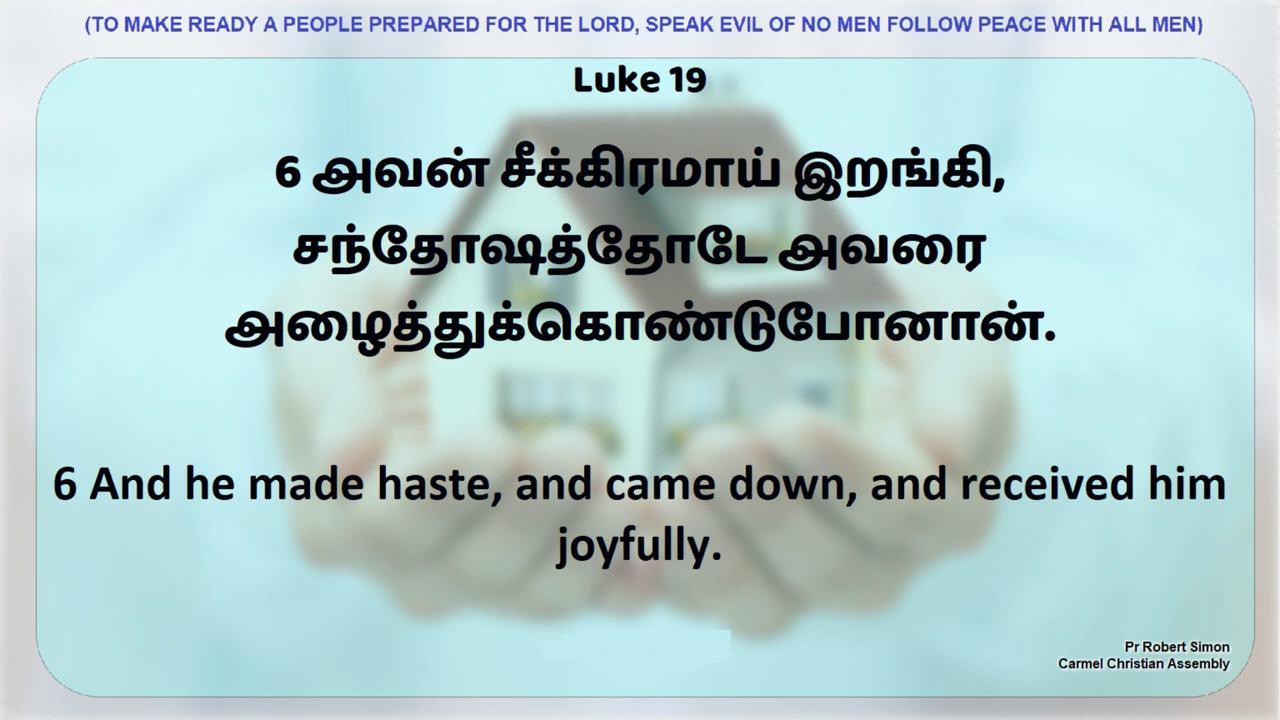 (TO MAKE READY A PEOPLE PREPARED FOR THE LORD, SPEAK EVIL OF NO MEN FOLLOW PEACE WITH ALL MEN)
Luke 19
6 அவன் சீக்கிரமாய் இறங்கி,
சந்தோஷத்தோடே அவரை
அழைத்துக்கொண்டுபோனான்.
6 And he made haste, and came down, and received him
joyfully.
Pr Robert Simon
Carmel Christian Assembly